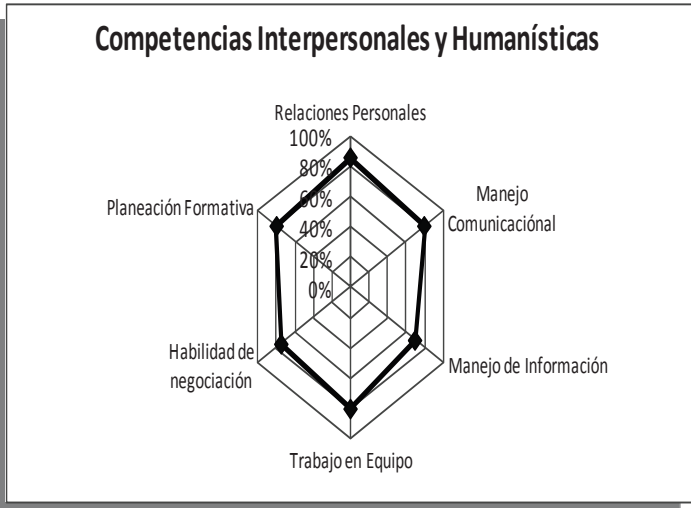 Competencias Interpersonales y Humanísticas
Relaciones Personales
100%
80%
60%
40%
20%
0%
Manejo
Comunicaciónal
Manejo de Información
Trabajo en Equipo
Habilidad de
negociación
Planeación Formativa